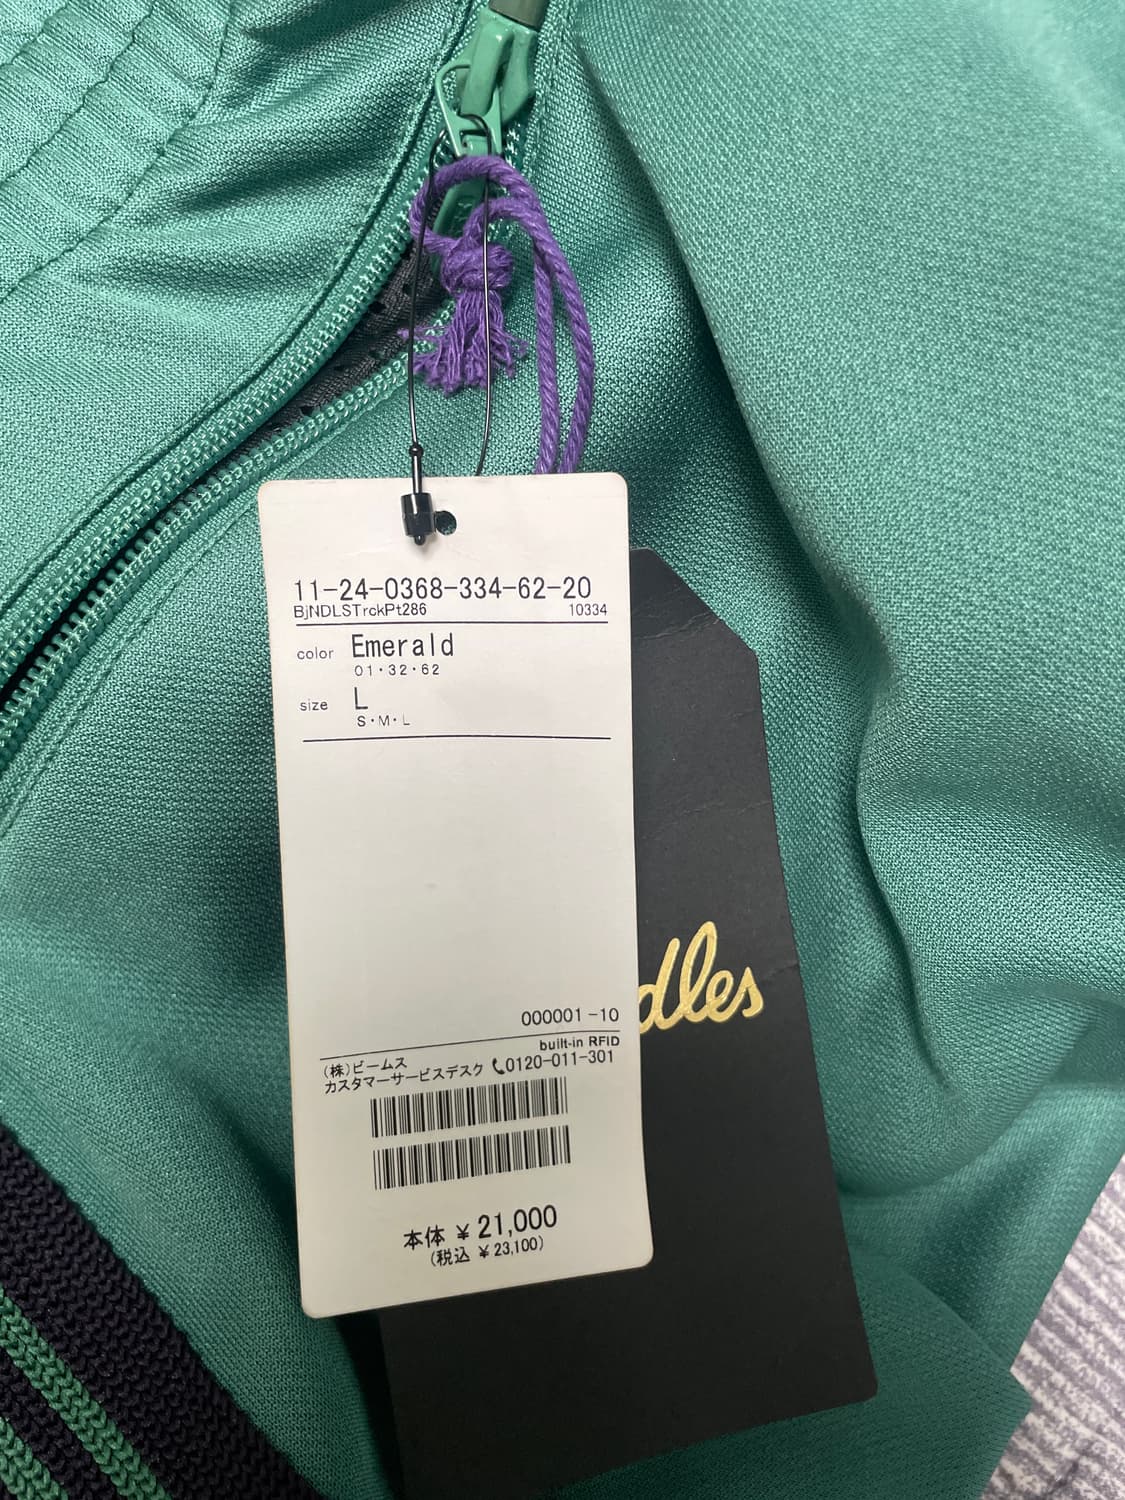 11-24-0368-334-62-20
BjNDLSTrckPt286 10334
color Emerald
01・32・62
size L
S・M・L
000001 -10
built-in RFID
(株)ビームス
カスタマーサービスデスク 0120-011-301
本体 ¥21,000
(税込 ¥23,100)
dles